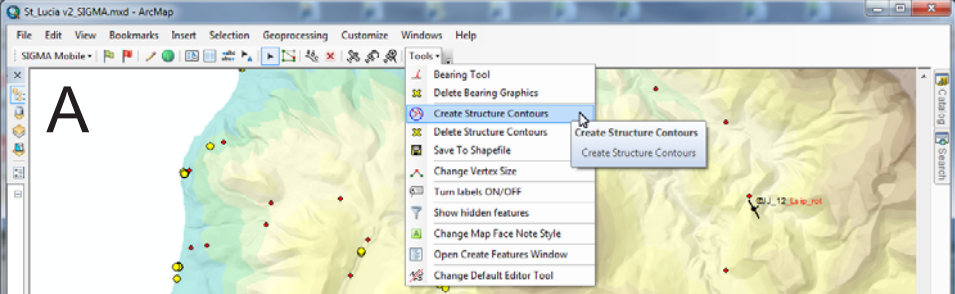 St_Lucia v2_SIGMA.mxd - ArcMap
File Edit View Bookmarks Insert Selection Geoprocessing Customize Windows Help
SIGMA Mobile Tools
A
Bearing Tool
Delete Bearing Graphics
Create Structure Contours
Delete Structure Contours
Save To Shapefile
Change Vertex Size
Turn labels ON/OFF
Show hidden features
Change Map Face Note Style
Open Create Features Window
Change Default Editor Tool
Create Structure Contours
Create Structure Contours
Catalog
Search